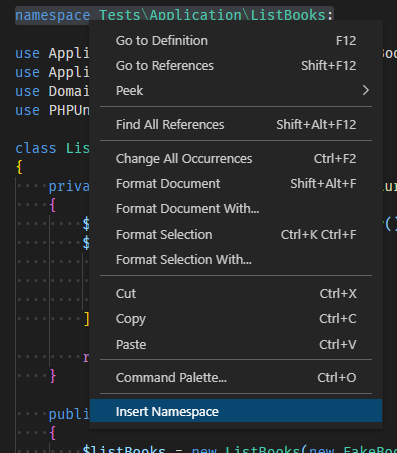 namespace Tests\Application\ListBooks;
Go to Definition F12
use Appli
Go to References Shift+F12
use Appli
Peek
use Domai
use PHPUn
Find All References Shift+Alt+F12
class Lis
Change All Occurrences Ctrl+F2
{
Format Document Shift+Alt+F
priva
Format Document With...
{
$
Format Selection Ctrl+K Ctrl+F
$
Format Selection With...
Cut Ctrl+X
]
Copy Ctrl+C
Paste Ctrl+V
r
}
Command Palette... Ctrl+O
publi
Insert Namespace
{
$listBooks = new ListBooks(new FakeBoo